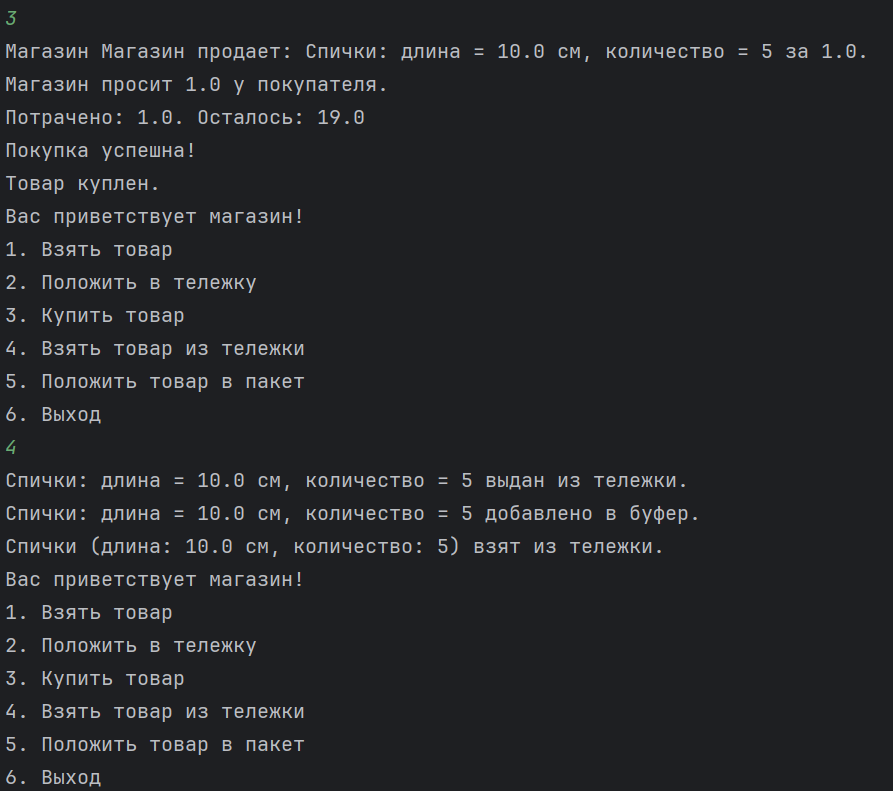 3
Магазин Магазин продает: Спички: длина = 10.0 см, количество = 5 за 1.0.
Магазин просит 1.0 у покупателя.
Потрачено: 1.0. Осталось: 19.0
Покупка успешна!
Товар куплен.
Вас приветствует магазин!
1. Взять товар
2. Положить в тележку
3. Купить товар
4. Взять товар из тележки
5. Положить товар в пакет
6. Выход
4
Спички: длина = 10.0 см, количество = 5 выдан из тележки.
Спички: длина = 10.0 см, количество = 5 добавлено в буфер.
Спички (длина: 10.0 см, количество: 5) взят из тележки.
Вас приветствует магазин!
1. Взять товар
2. Положить в тележку
3. Купить товар
4. Взять товар из тележки
5. Положить товар в пакет
6. Выход